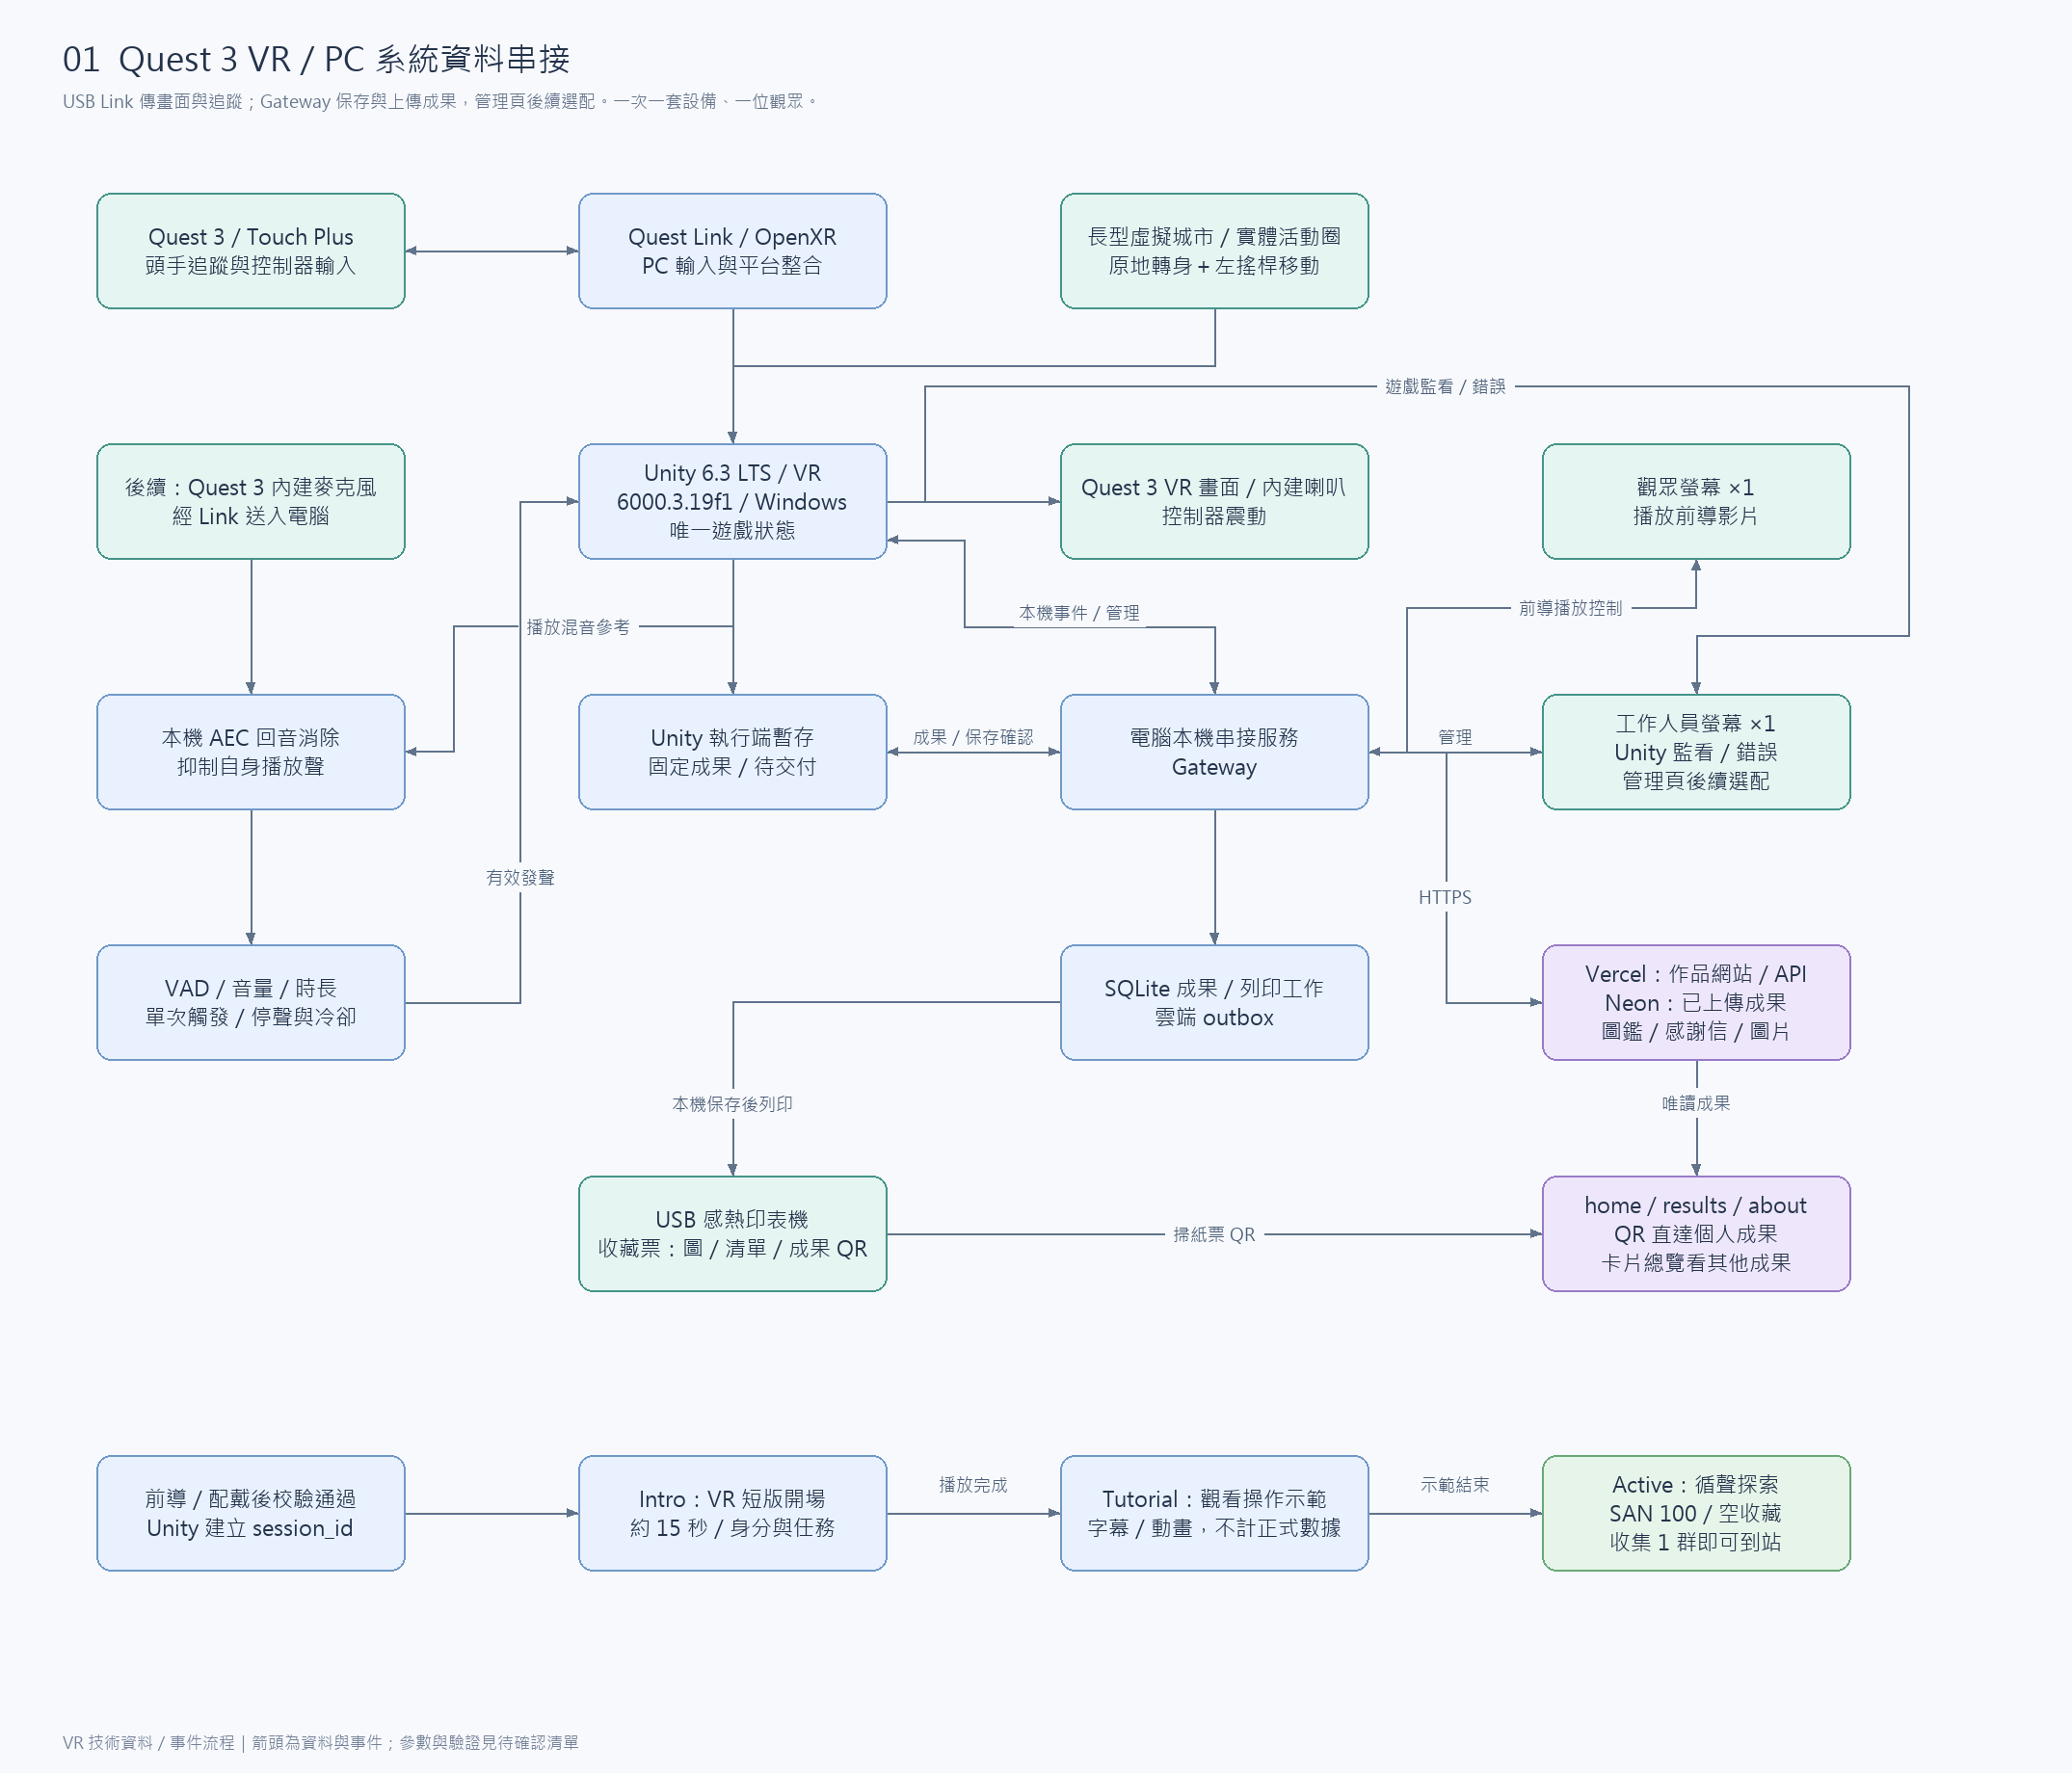 01 Quest 3 VR / PC 系統資料串接
USB Link 傳畫面與追蹤；Gateway 保存與上傳成果，管理頁後續選配。一次一套設備、一位觀眾。
Quest 3 / Touch Plus
頭手追蹤與控制器輸入
Quest Link / OpenXR
PC 輸入與平台整合
長型虛擬城市 / 實體活動圈
原地轉身 + 左搖桿移動
遊戲監看 / 錯誤
後續：Quest 3 內建麥克風
經 Link 送入電腦
Unity 6.3 LTS / VR
6000.3.19f1 / Windows
唯一遊戲狀態
Quest 3 VR 畫面 / 內建喇叭
控制器震動
觀眾螢幕 ×1
播放前導影片
播放混音參考
本機事件 / 管理
前導播放控制
本機 AEC 回音消除
抑制自身播放聲
Unity 執行端暫存
固定成果 / 待交付
成果 / 保存確認
電腦本機串接服務
Gateway
管理
工作人員螢幕 ×1
Unity 監看 / 錯誤
管理頁後續選配
有效發聲
HTTPS
VAD / 音量 / 時長
單次觸發 / 停聲與冷卻
SQLite 成果 / 列印工作
雲端 outbox
Vercel：作品網站 / API
Neon：已上傳成果
圖鑑 / 感謝信 / 圖片
本機保存後列印
唯讀成果
USB 感熱印表機
收藏票：圖 / 清單 / 成果 QR
掃紙票 QR
home / results / about
QR 直達個人成果
卡片總覽看其他成果
前導 / 配戴後校驗通過
Unity 建立 session_id
Intro：VR 短版開場
約 15 秒 / 身分與任務
播放完成
Tutorial：觀看操作示範
字幕 / 動畫，不計正式數據
示範結束
Active：循聲探索
SAN 100 / 空收藏
收集 1 群即可到站
VR 技術資料 / 事件流程 | 箭頭為資料與事件；參數與驗證見待確認清單